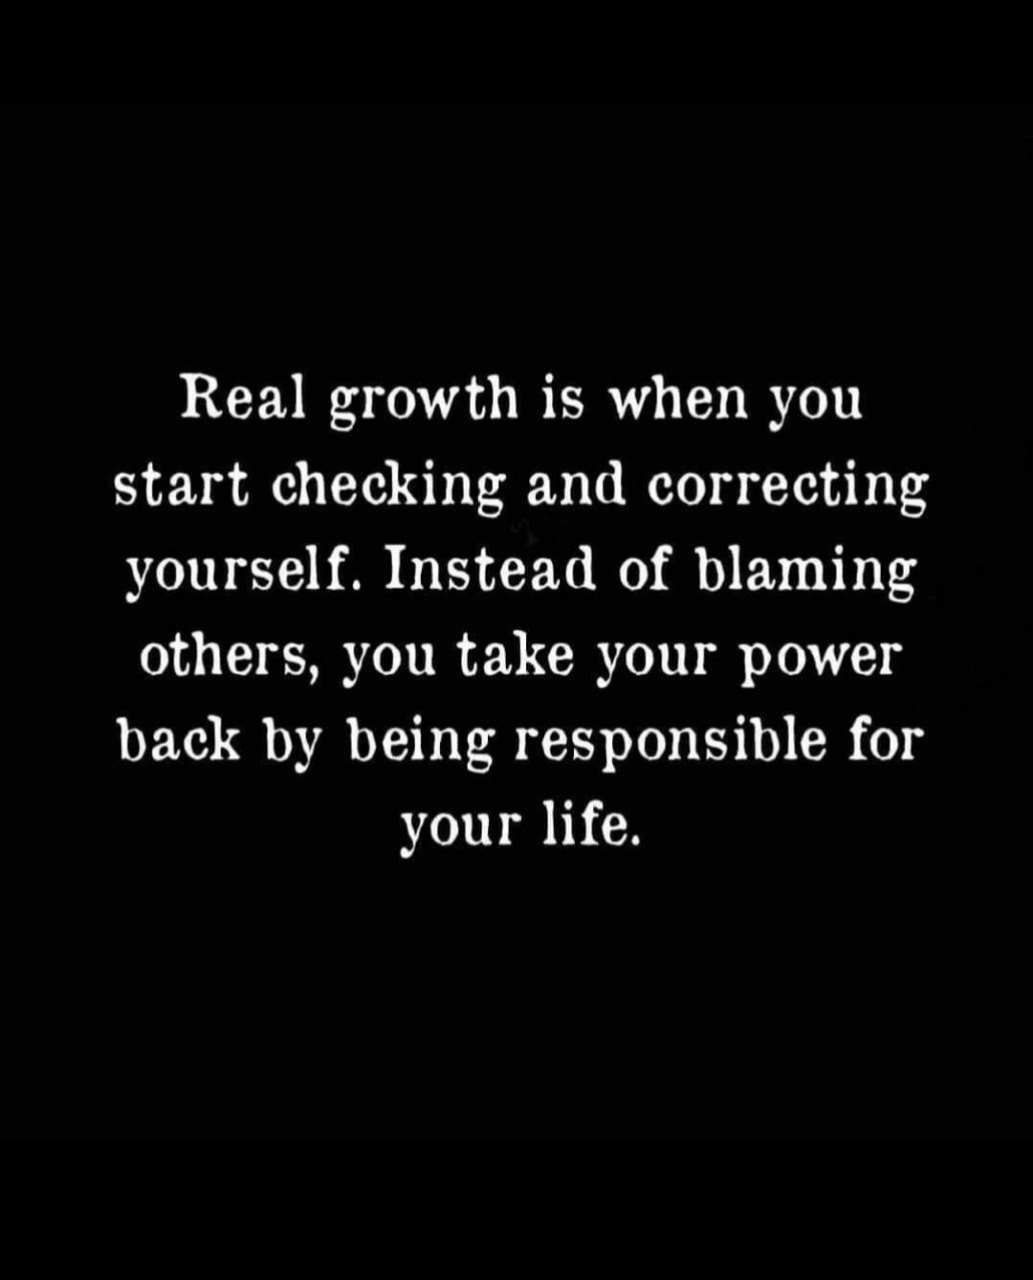 Real growth is when you
start checking and correcting
yourself. Instead of blaming
others, you take your power
back by being responsible for
your life.